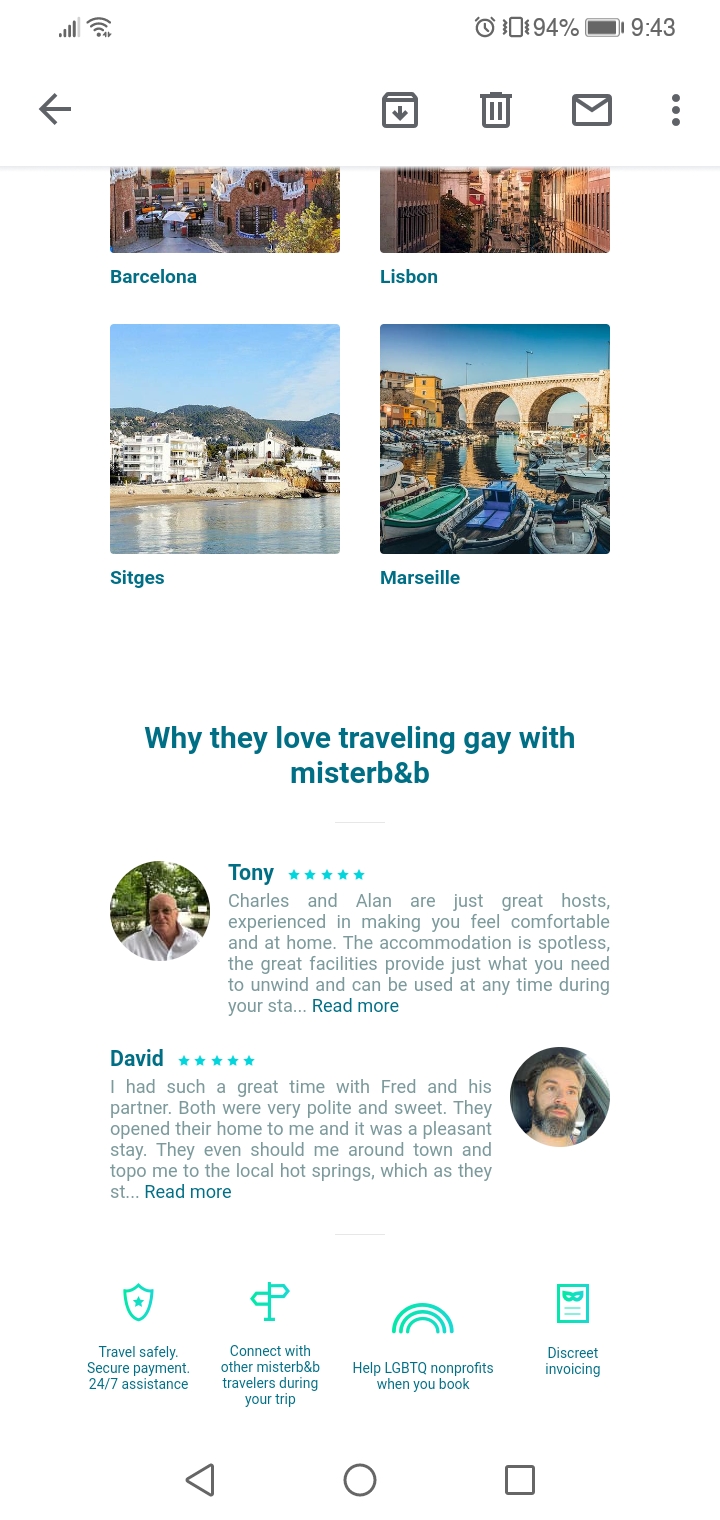 94% 9:43
Barcelona
Lisbon
Sitges
Marseille
Why they love traveling gay with
misterb&b
Tony
Charles and Alan are just great hosts,
experienced in making you feel comfortable
and at home. The accommodation is spotless,
the great facilities provide just what you need
to unwind and can be used at any time during
your sta... Read more
David
I had such a great time with Fred and his
partner. Both were very polite and sweet. They
opened their home to me and it was a pleasant
stay. They even should me around town and
topo me to the local hot springs, which as they
st... Read more
Travel safely.
Secure payment.
24/7 assistance
Connect with
other misterb&b
travelers during
your trip
Help LGBTQ nonprofits
when you book
Discreet
invoicing